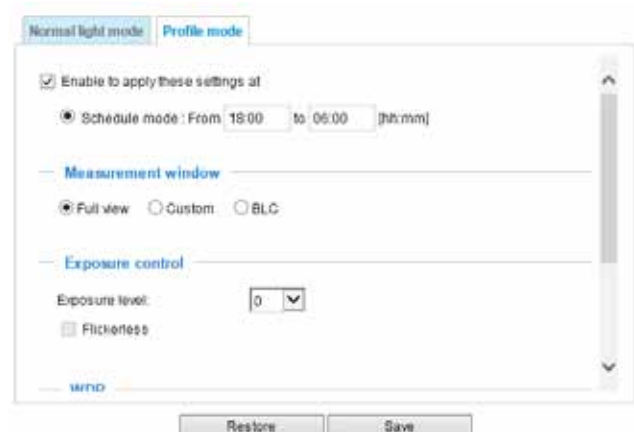 Normal light mode Profile mode
Enable to apply these settings at
Schedule mode : From 18:00 to 06:00 [hh:mm]
Measurement window
Full view Custom BLC
Exposure control
Exposure level: 0
Flickerless
WDR
Restore Save